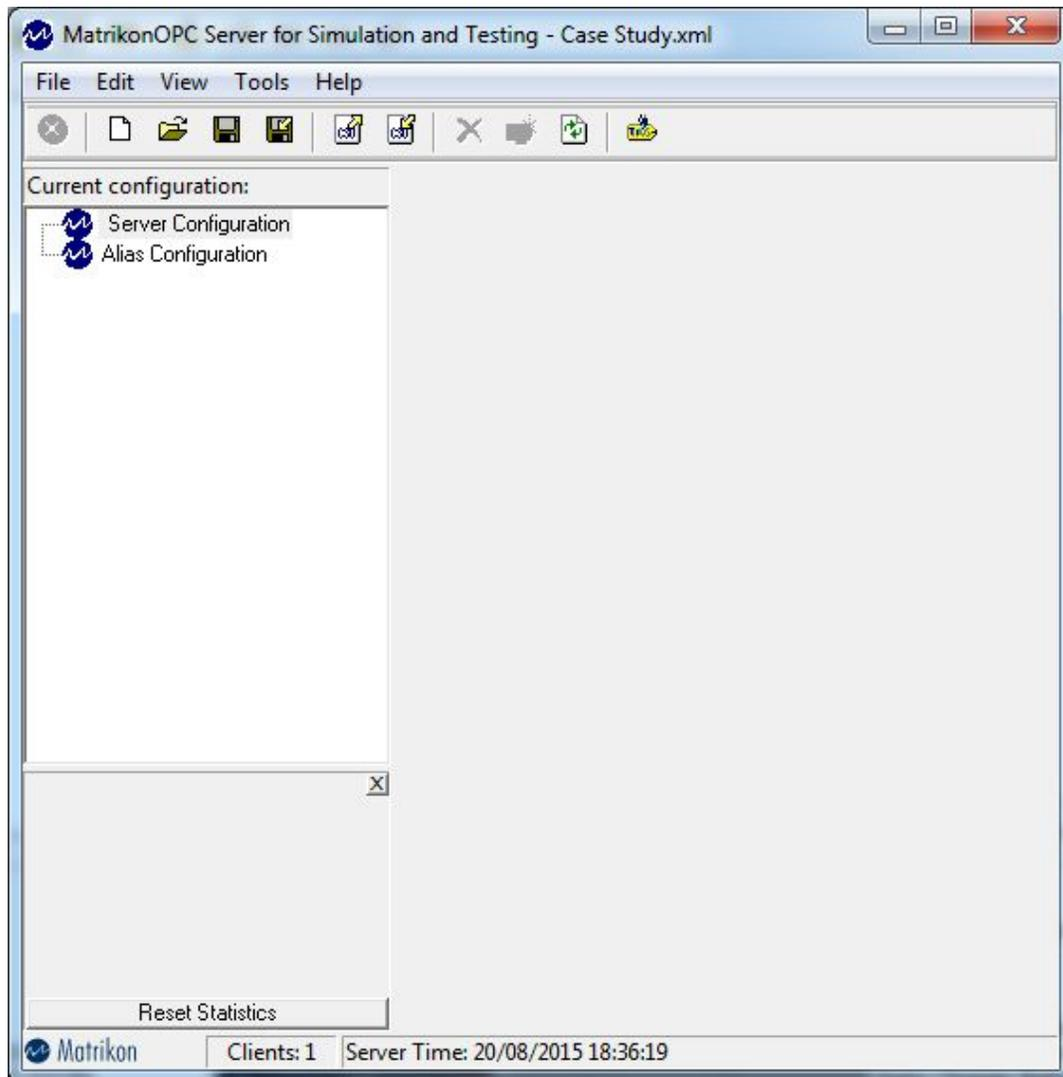 MatrikonOPC Server for Simulation and Testing - Case Study.xml
File Edit View Tools Help
Current configuration:
Server Configuration
Alias Configuration
X
Reset Statistics
Matrikon Clients: 1 Server Time: 20/08/2015 18:36:19